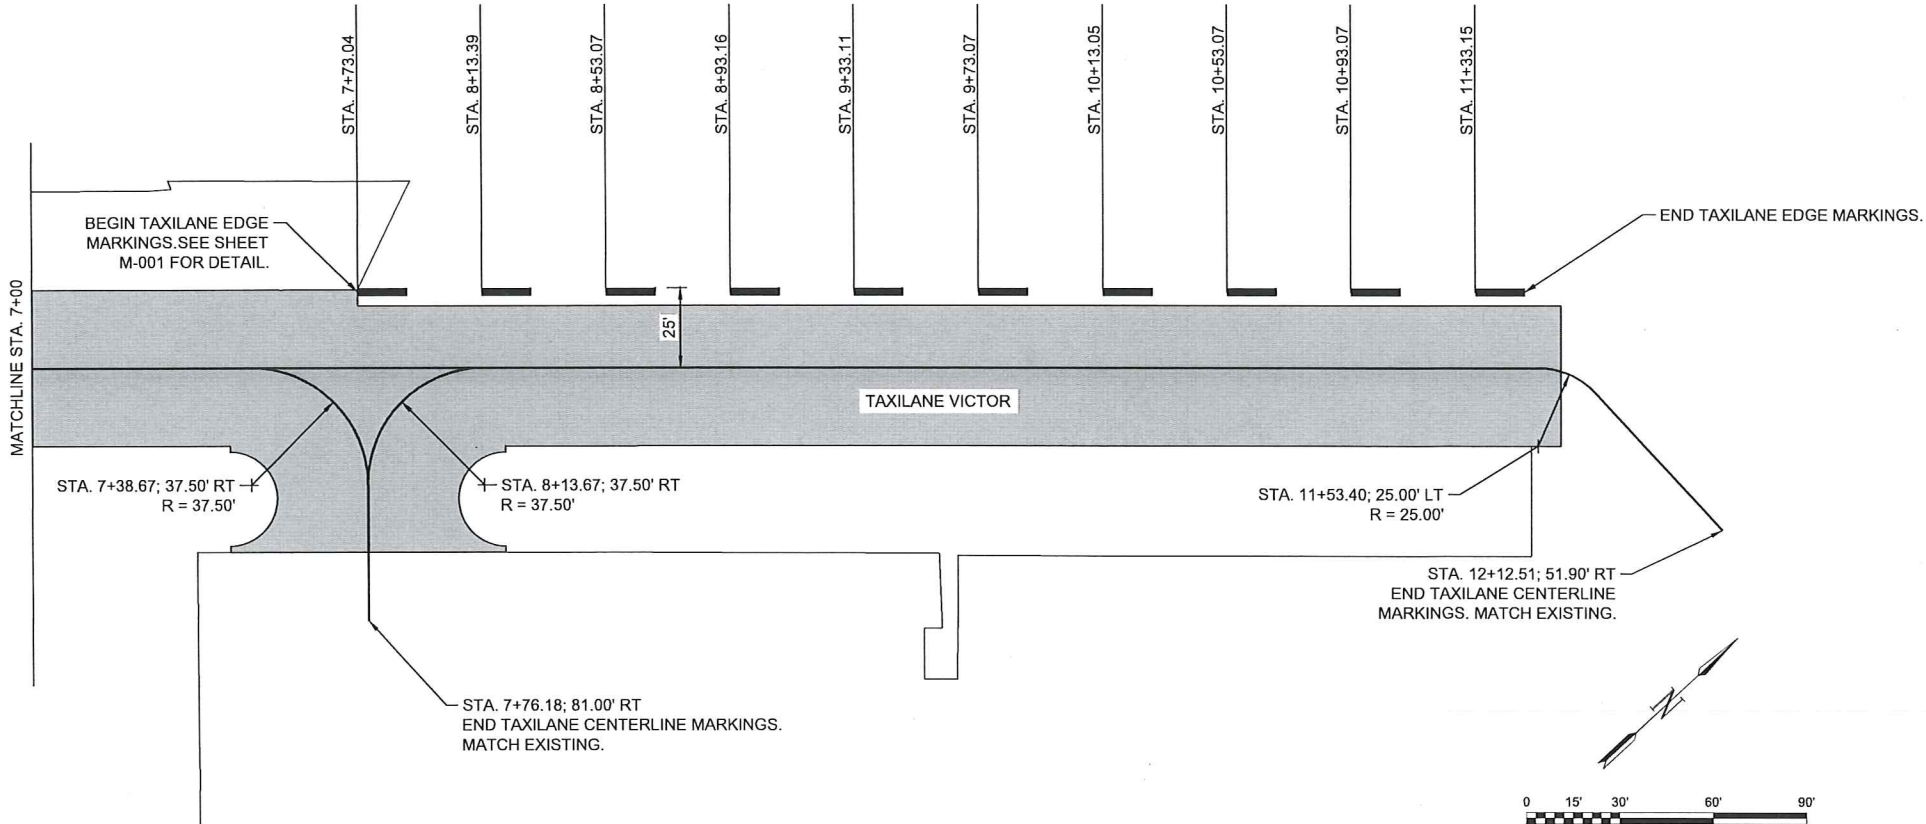 STA. 7+73.04
STA. 8+13.39
STA. 8+53.07
STA. 8+93.16
STA. 9+33.11
STA. 9+73.07
STA. 10+13.05
STA. 10+53.07
STA. 10+93.07
STA. 11+33.15
BEGIN TAXILANE EDGE
MARKINGS.SEE SHEET
M-001 FOR DETAIL.
END TAXILANE EDGE MARKINGS.
MATCHLINE STA. 7+00
25'
TAXILANE VICTOR
STA. 7+38.67; 37.50' RT
R = 37.50'
STA. 8+13.67; 37.50' RT
R = 37.50'
STA. 11+53.40; 25.00' LT
R = 25.00'
STA. 12+12.51; 51.90' RT
END TAXILANE CENTERLINE
MARKINGS. MATCH EXISTING.
STA. 7+76.18; 81.00' RT
END TAXILANE CENTERLINE MARKINGS.
MATCH EXISTING.
N
0 15' 30' 60' 90'